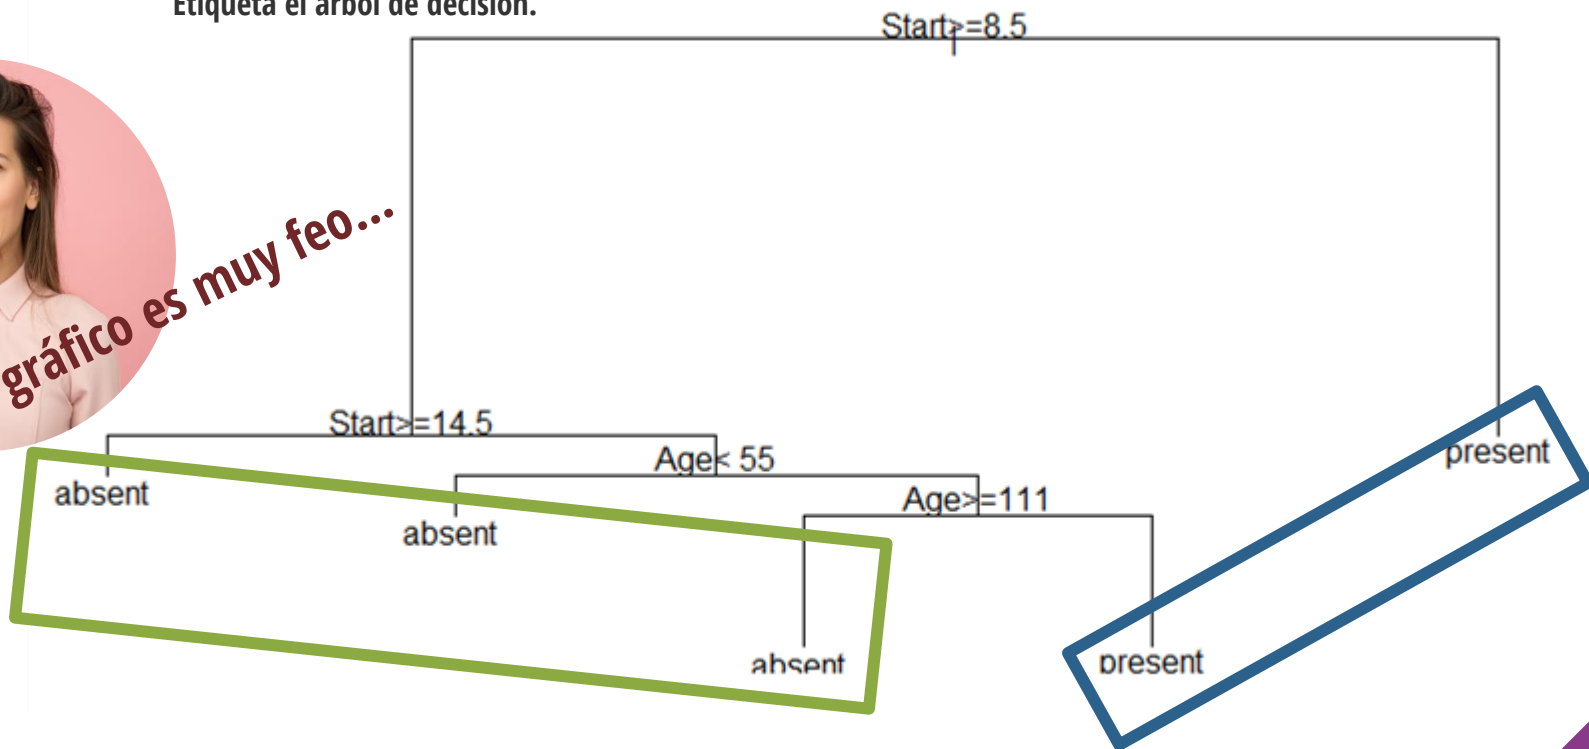 Etiqueta el árbol de decisión.
Start>=8.5
gráfico es muy feo...
Start>=14.5
Age< 55
present
absent
Age>=111
absent
absent
present